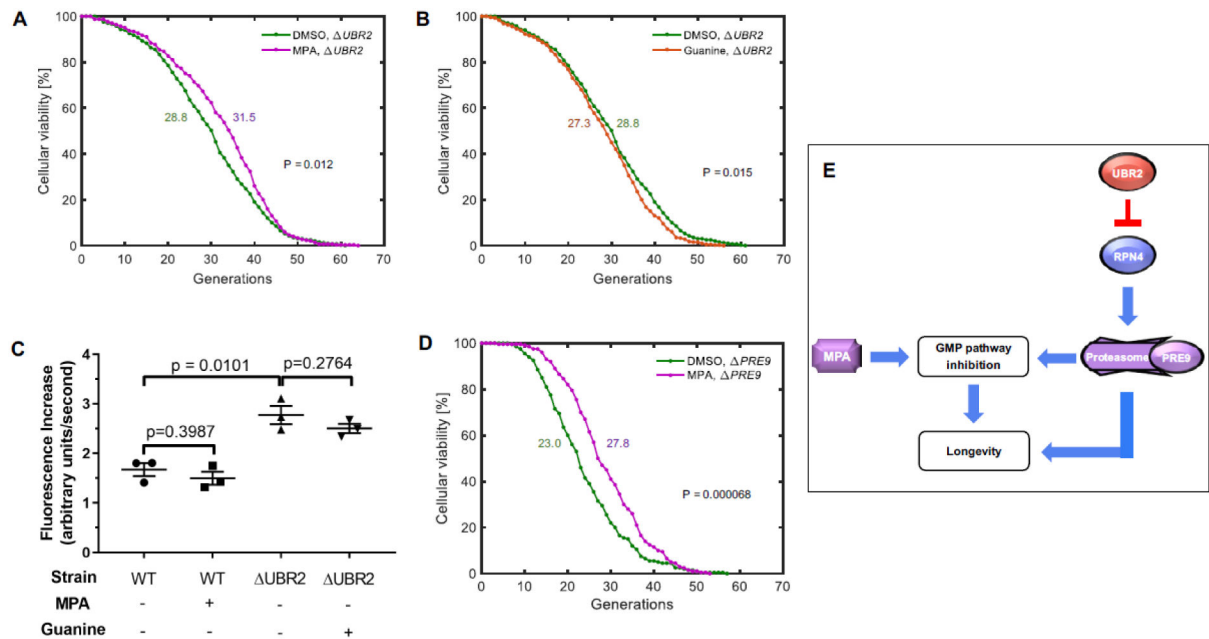 A
Cellular viability [%]
100
80
60
40
20
0
DMSO, ΔUBR2
MPA, ΔUBR2
28.8
31.5
P = 0.012
0 10 20 30 40 50 60 70
Generations
B
Cellular viability [%]
100
80
60
40
20
0
DMSO, ΔUBR2
Guanine, ΔUBR2
27.3
28.8
P = 0.015
0 10 20 30 40 50 60 70
Generations
C
Fluorescence Increase
(arbitrary units/second)
4
3
2
1
0
p = 0.0101
p=0.2764
p=0.3987
Strain WT WT ΔUBR2 ΔUBR2
MPA - + - -
Guanine - - - +
D
Cellular viability [%]
100
80
60
40
20
0
DMSO, ΔPRE9
MPA, ΔPRE9
23.0
27.8
P = 0.000068
0 10 20 30 40 50 60 70
Generations
E
UBR2
RPN4
MPA
GMP pathway
inhibition
Proteasome
PRE9
Longevity